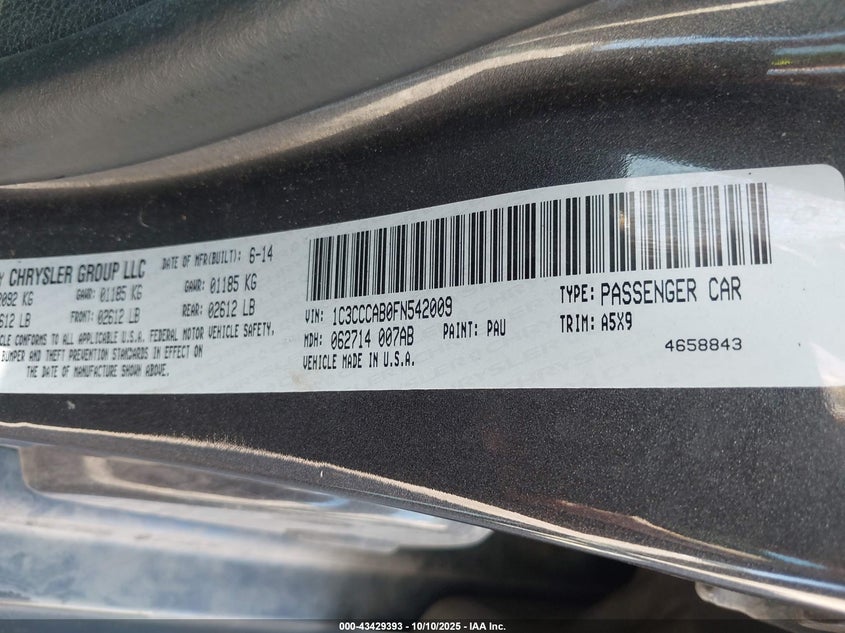 Y CHRYSLER GROUP LLC DATE OF MFR(BUILT): 6-14
2092 KG GAWR: 01185 KG GAWR: 01185 KG
612 LB FRONT: 02612 LB REAR: 02612 LB
CONFORMS TO ALL APPLICABLE U.S.A. FEDERAL MOTOR VEHICLE SAFETY,
BUMPER AND THEFT PREVENTION STANDARDS IN EFFECT ON
THE DATE OF MANUFACTURE SHOWN ABOVE.
VIN: 1C3CCCAB0FN542009 TYPE: PASSENGER CAR
MDH: 062714 007AB PAINT: PAU TRIM: A5X9
VEHICLE MADE IN U.S.A. 4658843
000-43429393 - 10/10/2025 - IAA Inc.